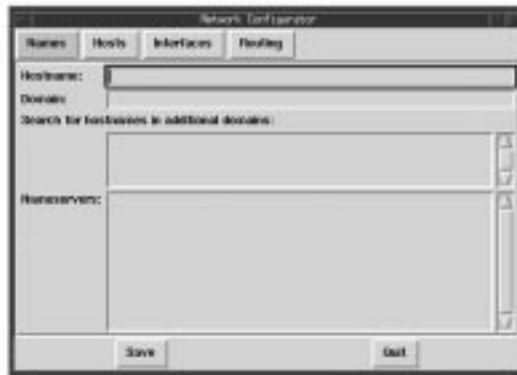 Network Configurator
Names Hosts Interfaces Routing
Hostname:
Domain:
Search for hostnames in additional domains:
Nameservers:
Save Quit